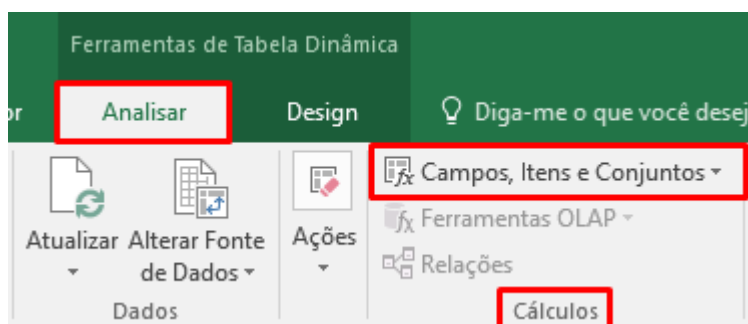 Ferramentas de Tabela Dinâmica
or Analisar Design Diga-me o que você desej
Campos, Itens e Conjuntos
Ferramentas OLAP
Relações
Atualizar
Alterar Fonte
de Dados
Ações
Dados
Cálculos